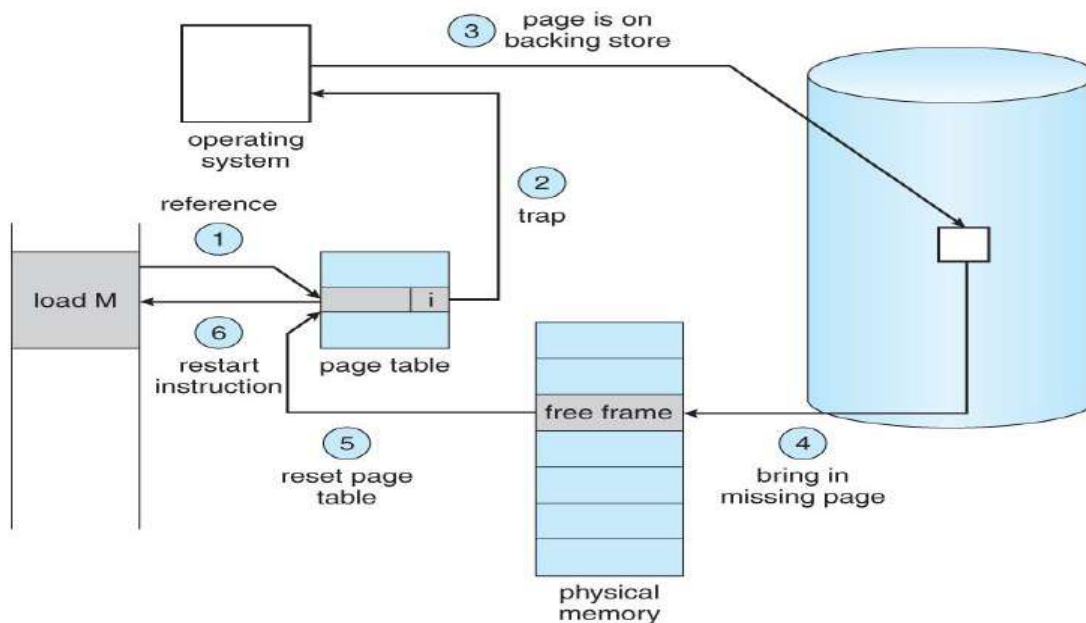 3
page is on
backing store
operating
system
2
trap
reference
1
load M
i
6
restart
instruction
page table
free frame
5
reset page
table
4
bring in
missing page
physical
memory